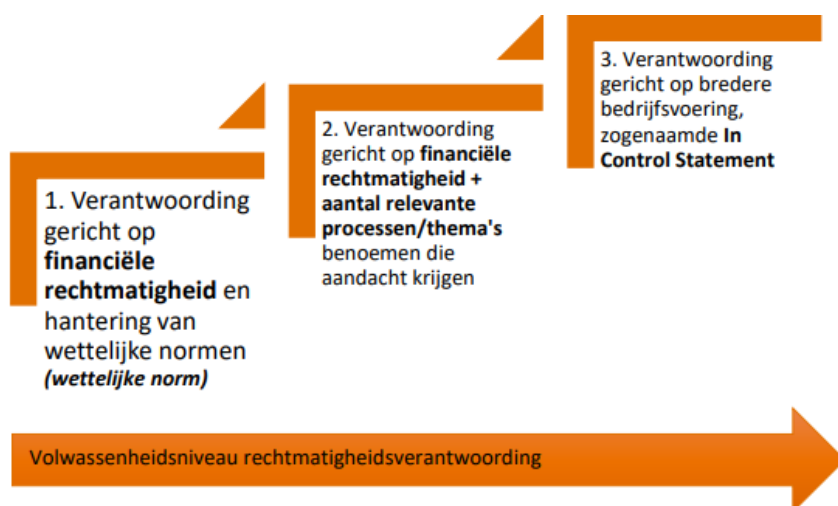 1. Verantwoording
gericht op
financiële
rechtmatigheid en
hantering van
wettelijke normen
(wettelijke norm)
2. Verantwoording
gericht op financiële
rechtmatigheid +
aantal relevante
processen/thema's
benoemen die
aandacht krijgen
3. Verantwoording
gericht op bredere
bedrijfsvoering,
zogenaamde In
Control Statement
Volwassenheidsniveau rechtmatigheidsverantwoording